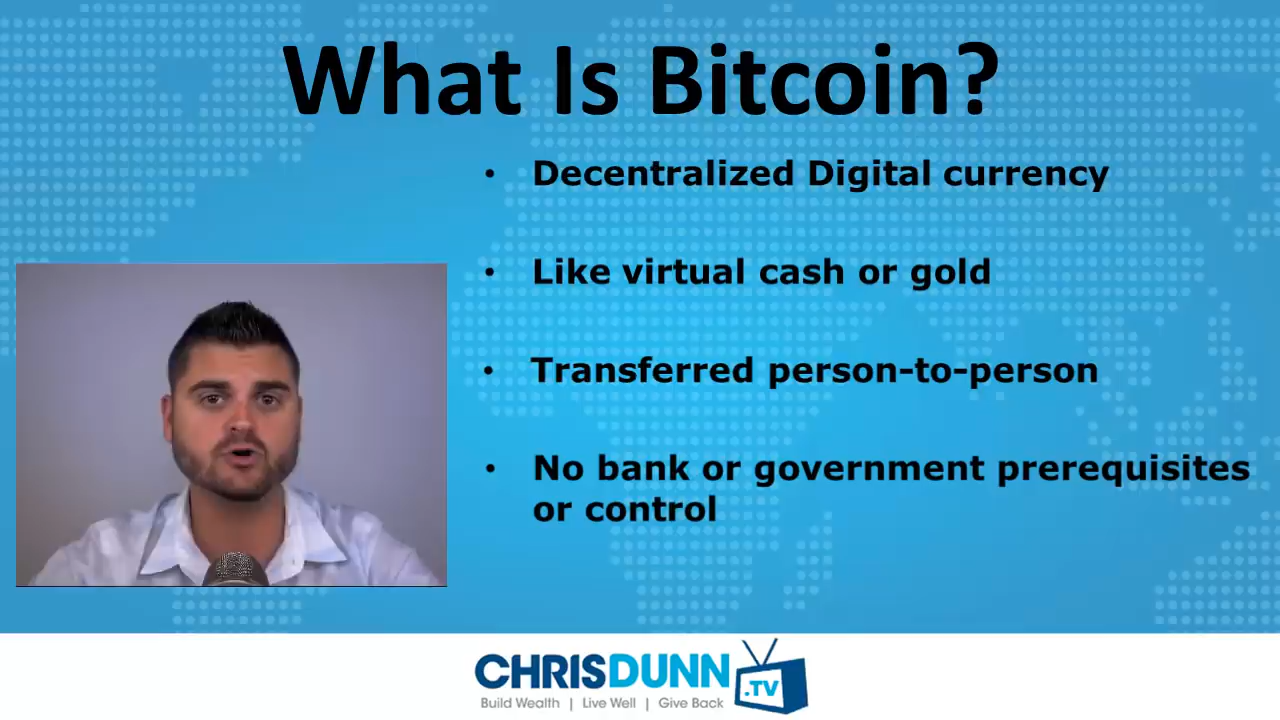 What Is Bitcoin?
• Decentralized Digital currency
• Like virtual cash or gold
• Transferred person-to-person
• No bank or government prerequisites
or control
CHRISDUNN .TV
Build Wealth | Live Well | Give Back